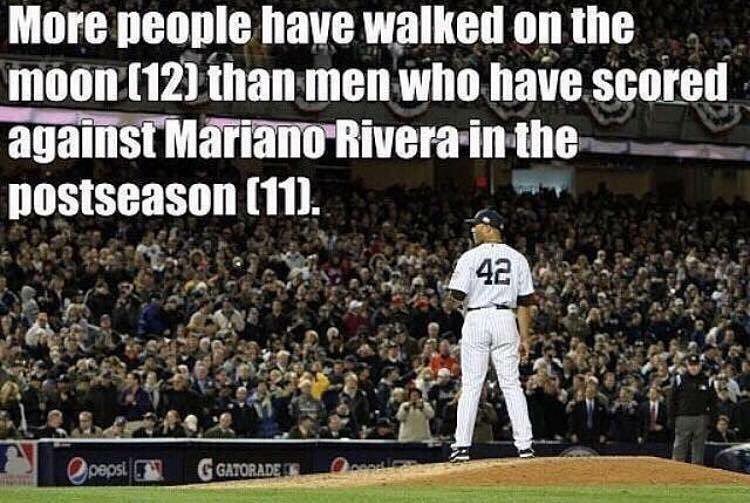 More people have walked on the
moon (12) than men who have scored
against Mariano Rivera in the
postseason (11).
42
pepsi
GATORADE
pepsi